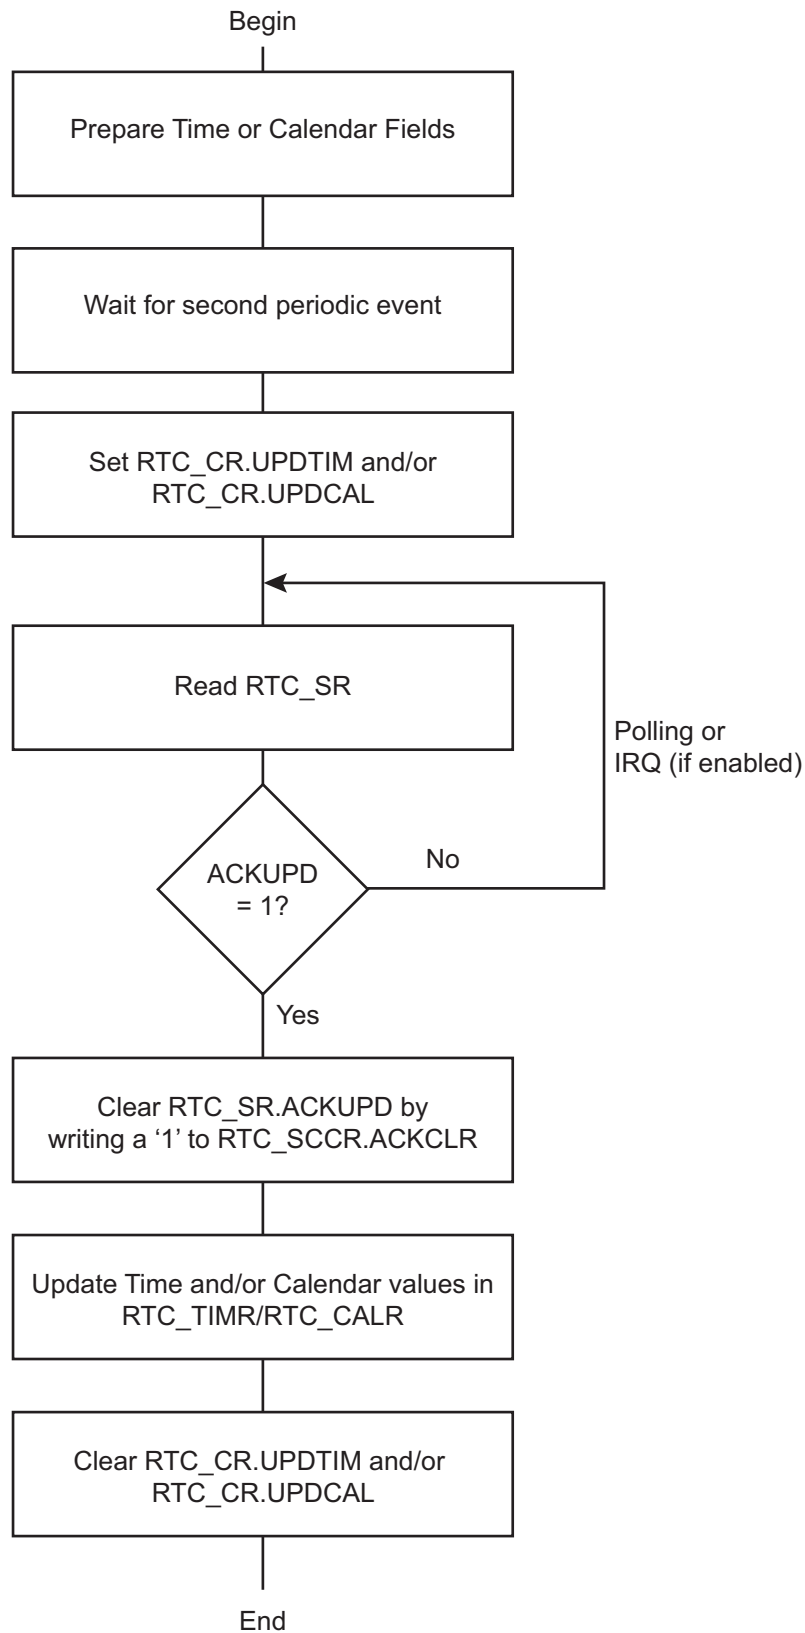 Begin
Prepare Time or Calendar Fields
Wait for second periodic event
Set RTC_CR.UPDTIM and/or
RTC_CR.UPDCAL
Read RTC_SR
Polling or
IRQ (if enabled)
ACKUPD
= 1?
No
Yes
Clear RTC_SR.ACKUPD by
writing a ‘1’ to RTC_SCCR.ACKCLR
Update Time and/or Calendar values in
RTC_TIMR/RTC_CALR
Clear RTC_CR.UPDTIM and/or
RTC_CR.UPDCAL
End